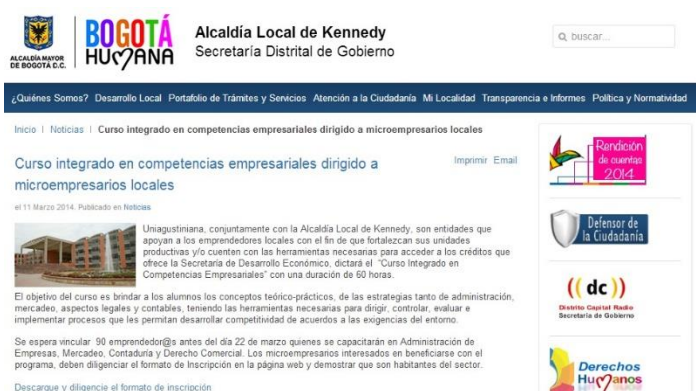 ALCALDÍA MAYOR
DE BOGOTÁ D.C.
BOGOTÁ
HUMANA
Alcaldía Local de Kennedy
Secretaría Distrital de Gobierno
buscar...
¿Quiénes Somos? Desarrollo Local Portafolio de Trámites y Servicios Atención a la Ciudadanía Mi Localidad Transparencia e Informes Política y Normatividad
Inicio | Noticias | Curso integrado en competencias empresariales dirigido a microempresarios locales
Curso integrado en competencias empresariales dirigido a
microempresarios locales
Imprimir Email
el 11 Marzo 2014. Publicado en Noticias
Uniagustiniana, conjuntamente con la Alcaldía Local de Kennedy, son entidades que
apoyan a los emprendedores locales con el fin de que fortalezcan sus unidades
productivas y/o cuenten con las herramientas necesarias para acceder a los créditos que
ofrece la Secretaría de Desarrollo Económico, dictará el "Curso Integrado en
Competencias Empresariales" con una duración de 60 horas.
El objetivo del curso es brindar a los alumnos los conceptos teórico-prácticos, de las estrategias tanto de administración,
mercadeo, aspectos legales y contables, teniendo las herramientas necesarias para dirigir, controlar, evaluar e
implementar procesos que les permitan desarrollar competitividad de acuerdos a las exigencias del entorno.
Se espera vincular 90 emprendedor@s antes del día 22 de marzo quienes se capacitarán en Administración de
Empresas, Mercadeo, Contaduría y Derecho Comercial. Los microempresarios interesados en beneficiarse con el
programa, deben diligenciar el formato de Inscripción en la página web y demostrar que son habitantes del sector.
Descargue y diligencie el formato de inscripción
Rendición
de cuentas
2014
Defensor de
la Ciudadanía
((dc))
Distrito Capital Radio
Secretaría de Gobierno
Derechos
Humanos